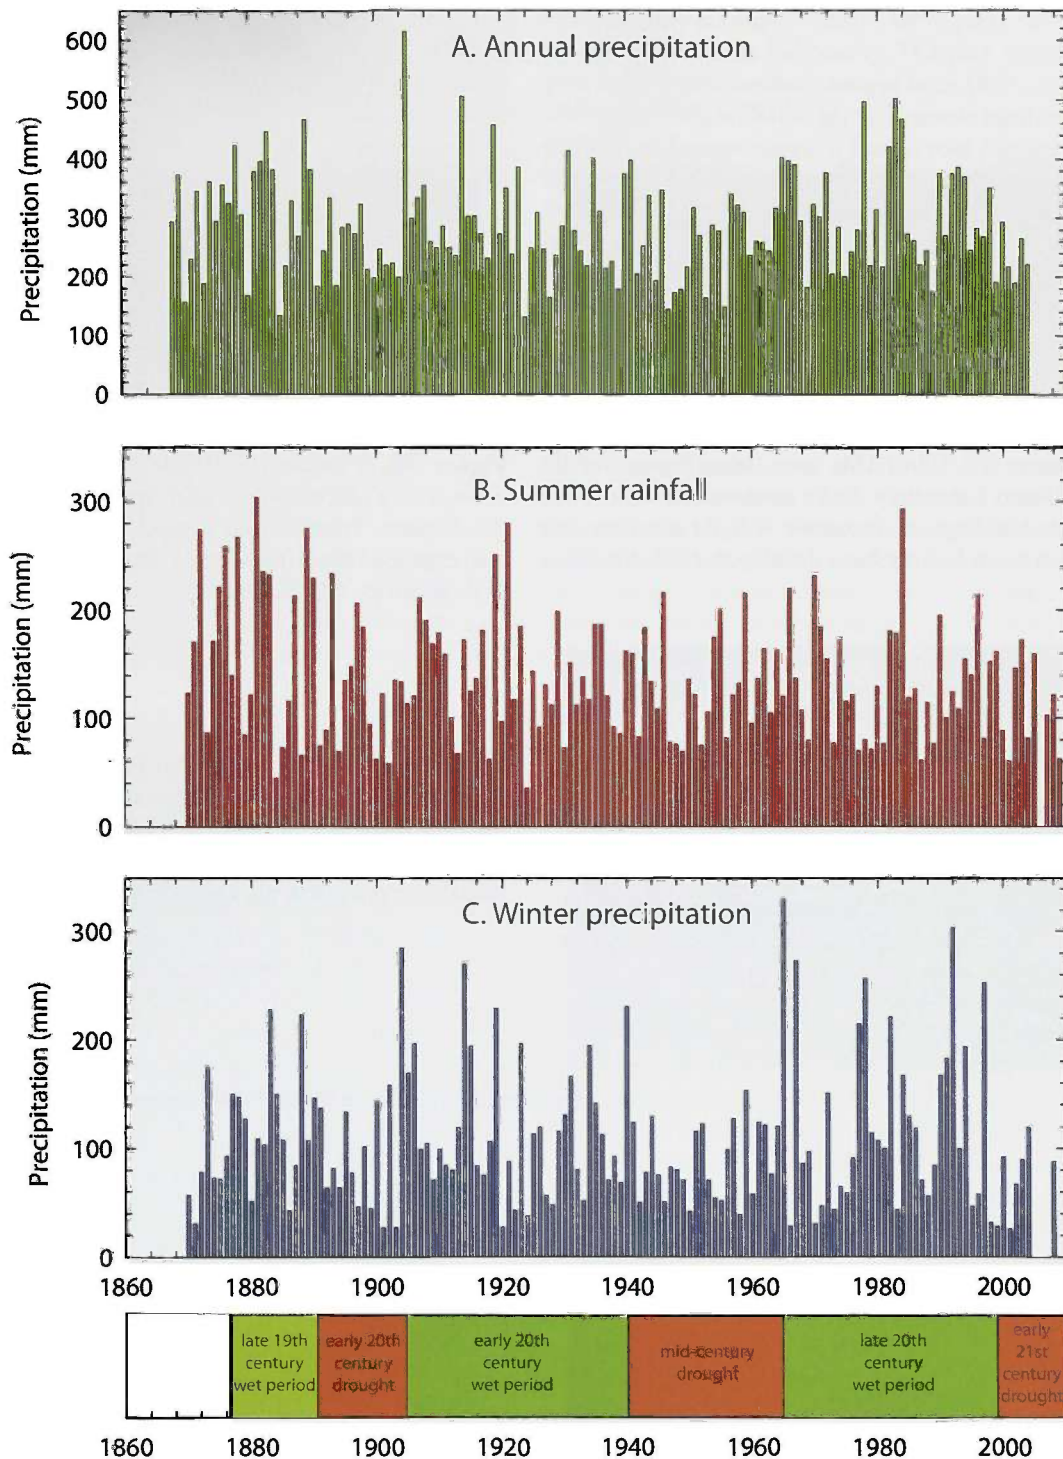 A. Annual precipitation
Precipitation (mm)
600
500
400
300
200
100
0
B. Summer rainfall
Precipitation (mm)
300
200
100
0
C. Winter precipitation
Precipitation (mm)
300
200
100
0
1860 1880 1900 1920 1940 1960 1980 2000
late 19th
century
wet period
early 20th
century
drought
early 20th
century
wet period
mid-century
drought
late 20th
century
wet period
early
21st
century
drought
1860 1880 1900 1920 1940 1960 1980 2000